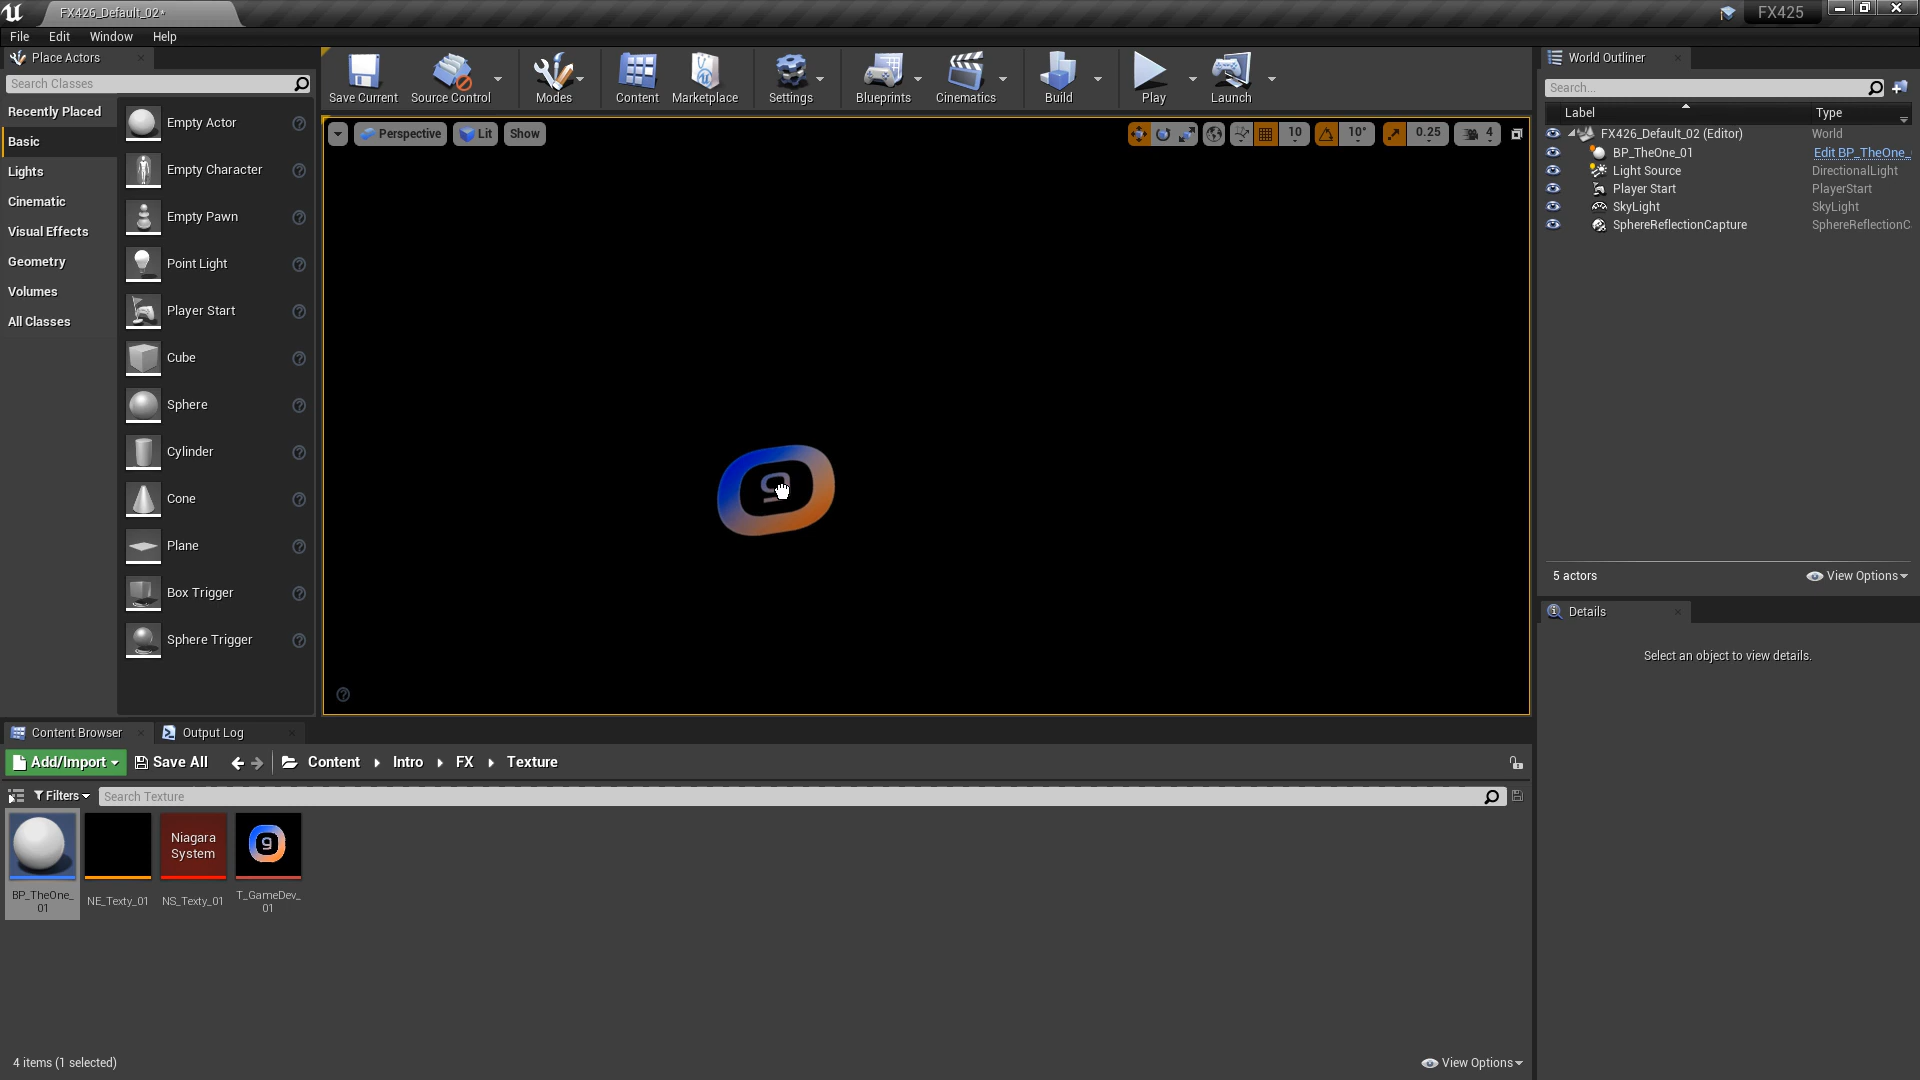 FX426_Default_02*
FX425
File Edit Window Help
Place Actors
Search Classes
Recently Placed
Basic
Lights
Cinematic
Visual Effects
Geometry
Volumes
All Classes
Empty Actor
Empty Character
Empty Pawn
Point Light
Player Start
Cube
Sphere
Cylinder
Cone
Plane
Box Trigger
Sphere Trigger
Save Current Source Control Modes Content Marketplace Settings Blueprints Cinematics Build Play Launch
Perspective Lit Show
10 10° 0.25 4
World Outliner
Search...
Label Type
FX426_Default_02 (Editor) World
BP_TheOne_01 Edit BP_TheOne_
Light Source DirectionalLight
Player Start PlayerStart
SkyLight SkyLight
SphereReflectionCapture SphereReflectionC
5 actors View Options
Details
Select an object to view details.
Content Browser Output Log
Add/Import Save All Content Intro FX Texture
Filters Search Texture
Niagara
System
BP_TheOne_
01
NE_Texty_01
NS_Texty_01
T_GameDev_
01
4 items (1 selected) View Options